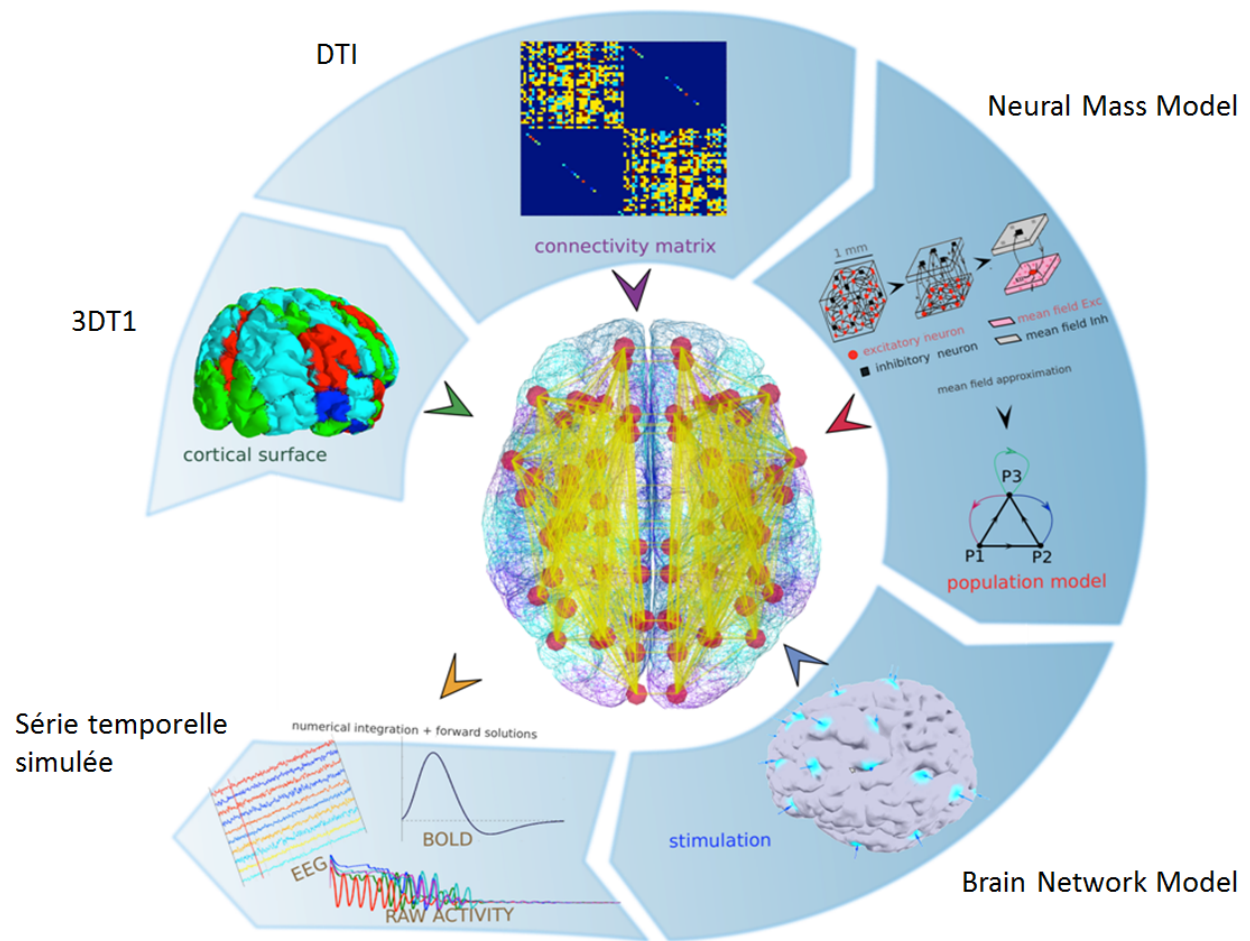 DTI
connectivity matrix
Neural Mass Model
1 mm
mean field Exc
mean field Inh
excitatory neuron
inhibitory neuron
mean field approximation
P3
P1
P2
population model
3DT1
cortical surface
Série temporelle
simulée
numerical integration + forward solutions
BOLD
EEG
RAW ACTIVITY
stimulation
Brain Network Model